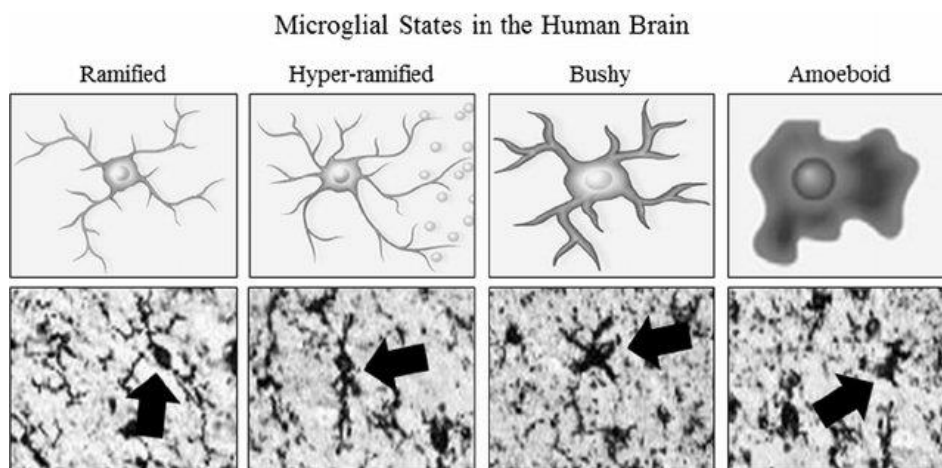 Microglial States in the Human Brain
Ramified
Hyper-ramified
Bushy
Amoeboid